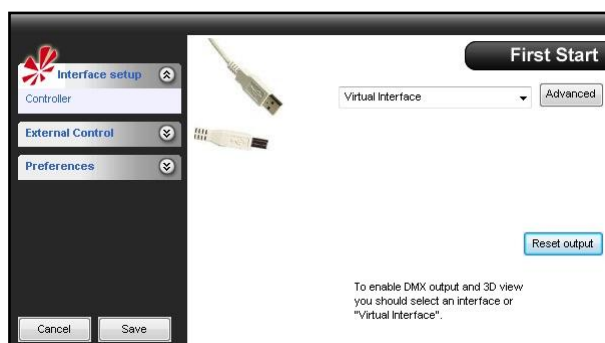 First Start
Interface setup
Controller
External Control
Preferences
Virtual Interface
Advanced
Reset output
To enable DMX output and 3D view
you should select an interface or
"Virtual Interface".
Cancel
Save